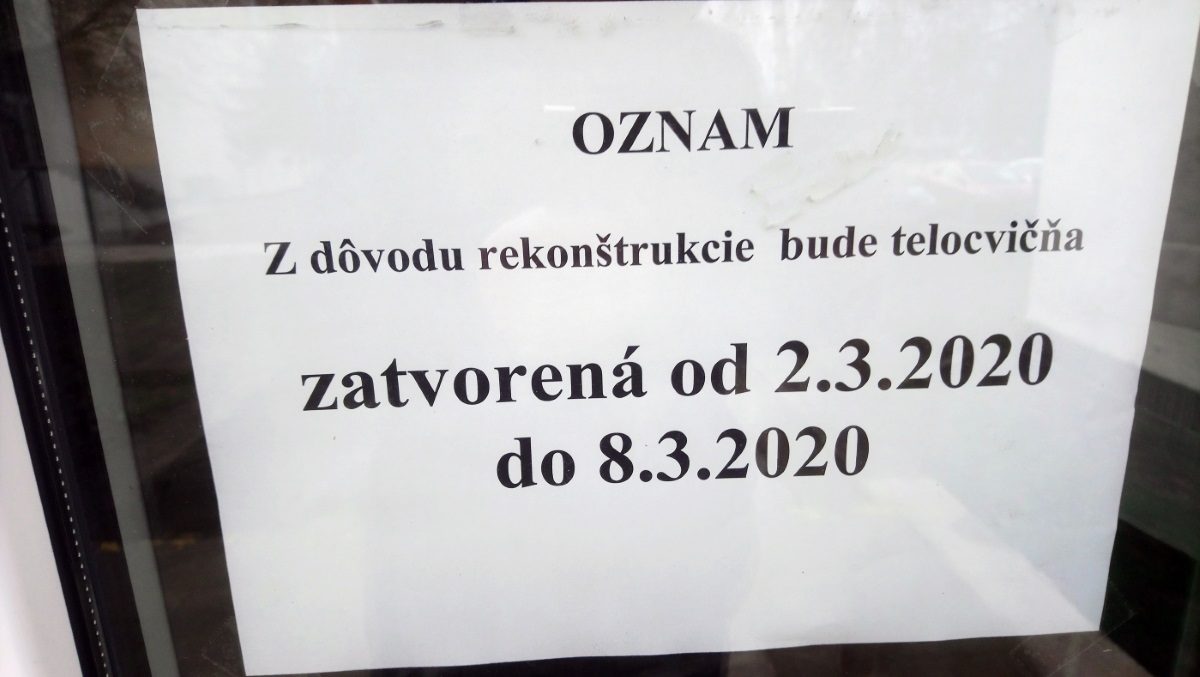 OZNAM
Z dôvodu rekonštrukcie bude telocvičňa
zatvorená od 2.3.2020
do 8.3.2020